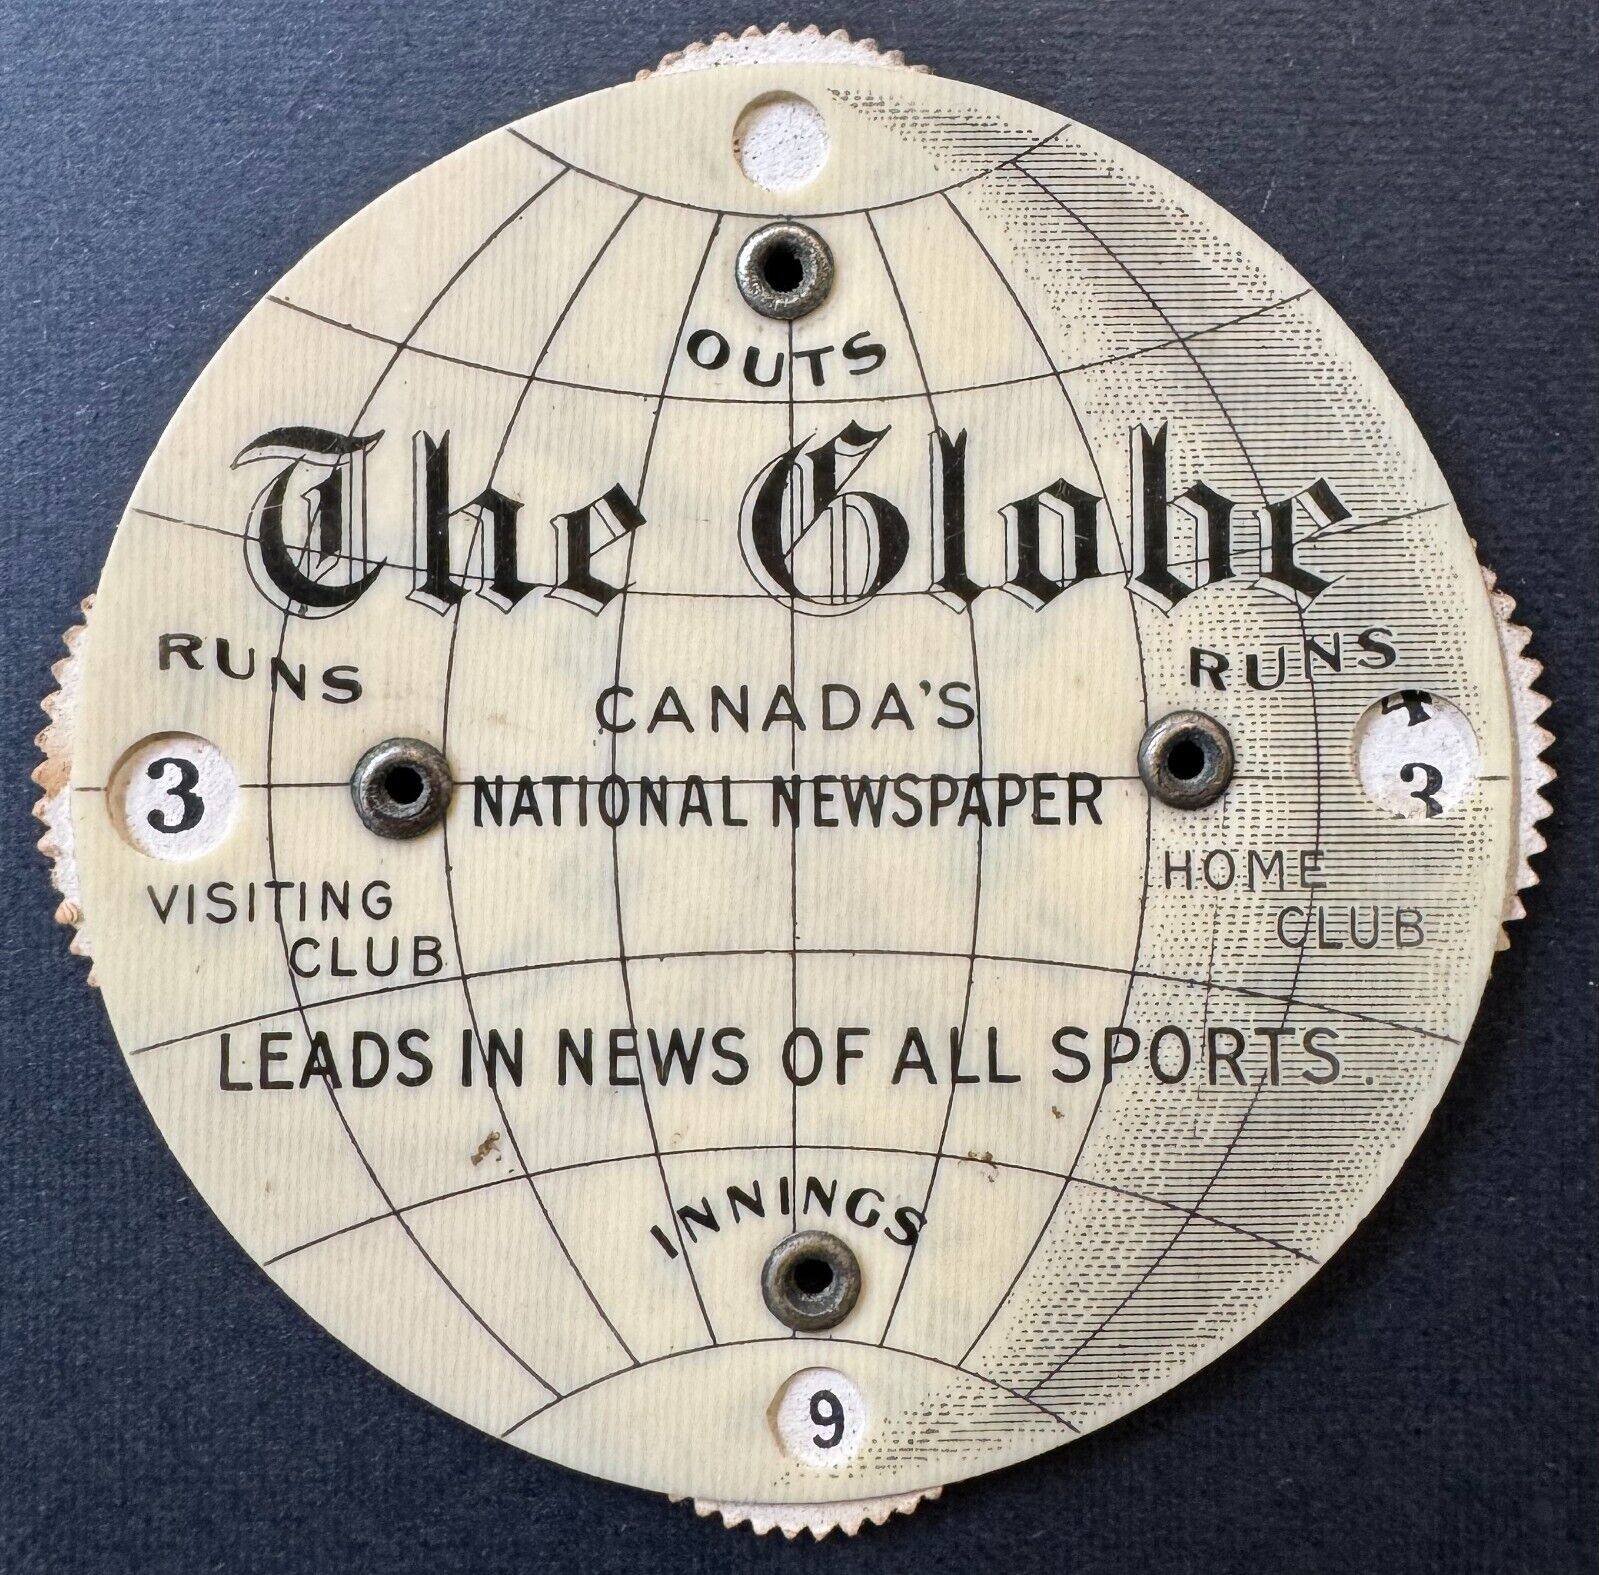 OUTS
The Globe
RUNS
RUNS
CANADA'S
NATIONAL NEWSPAPER
3
4
3
VISITING
CLUB
HOME
CLUB
LEADS IN NEWS OF ALL SPORTS.
INNINGS
9